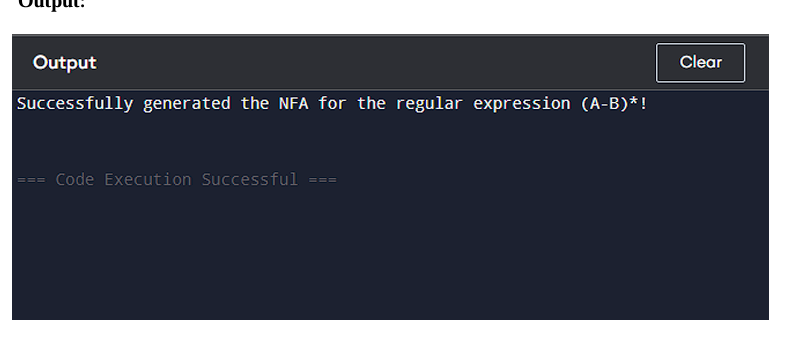 Output:
Output
Clear
Successfully generated the NFA for the regular expression (A-B)*!
=== Code Execution Successful ===